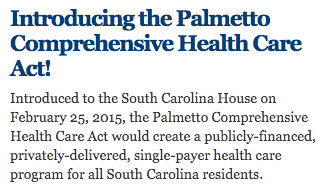 Introducing the Palmetto
Comprehensive Health Care
Act!
Introduced to the South Carolina House on
February 25, 2015, the Palmetto Comprehensive
Health Care Act would create a publicly-financed,
privately-delivered, single-payer health care
program for all South Carolina residents.